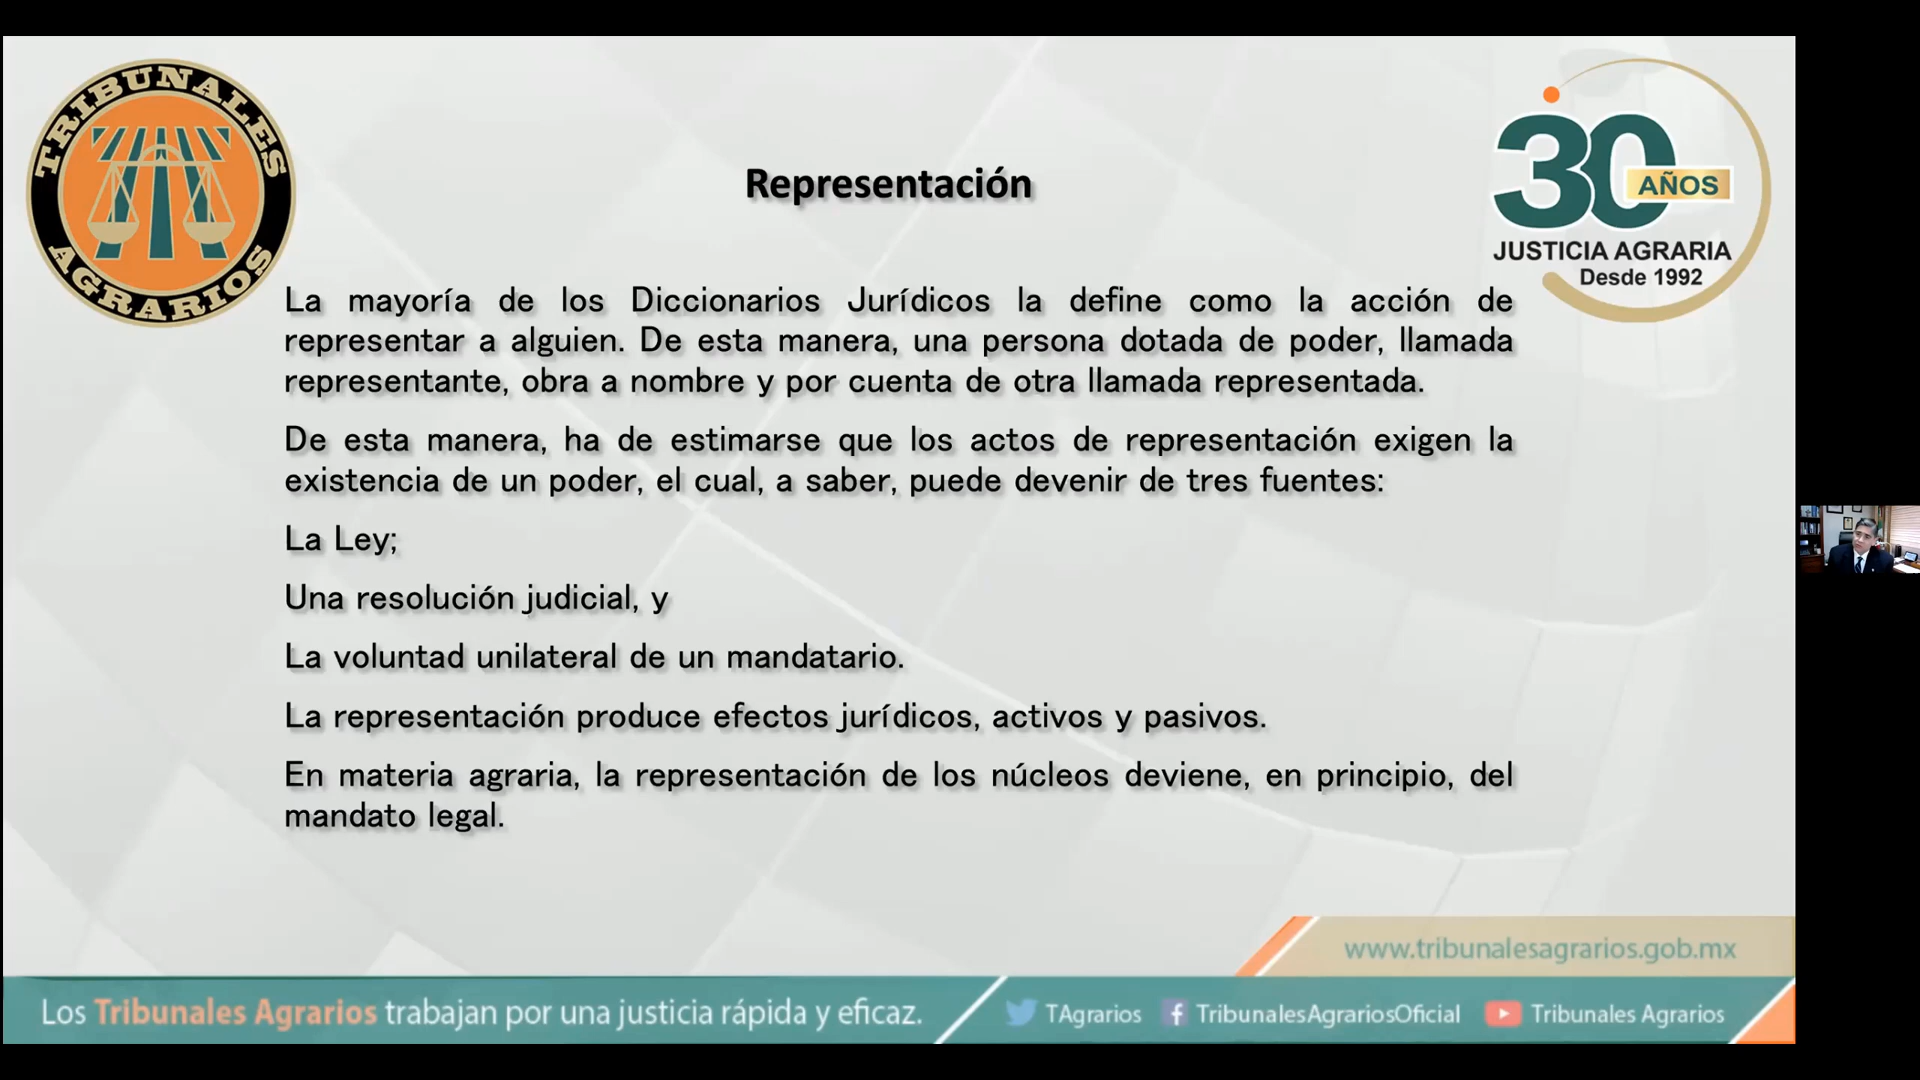 TRIBUNALES
AGRARIOS
30
AÑOS
JUSTICIA AGRARIA
Desde 1992
Representación
La mayoría de los Diccionarios Jurídicos la define como la acción de
representar a alguien. De esta manera, una persona dotada de poder, llamada
representante, obra a nombre y por cuenta de otra llamada representada.
De esta manera, ha de estimarse que los actos de representación exigen la
existencia de un poder, el cual, a saber, puede devenir de tres fuentes:
La Ley;
Una resolución judicial, y
La voluntad unilateral de un mandatario.
La representación produce efectos jurídicos, activos y pasivos.
En materia agraria, la representación de los núcleos deviene, en principio, del
mandato legal.
www.tribunalesagrarios.gob.mx
Los Tribunales Agrarios trabajan por una justicia rápida y eficaz.
TAgrarios
TribunalesAgrariosOficial
Tribunales Agrarios